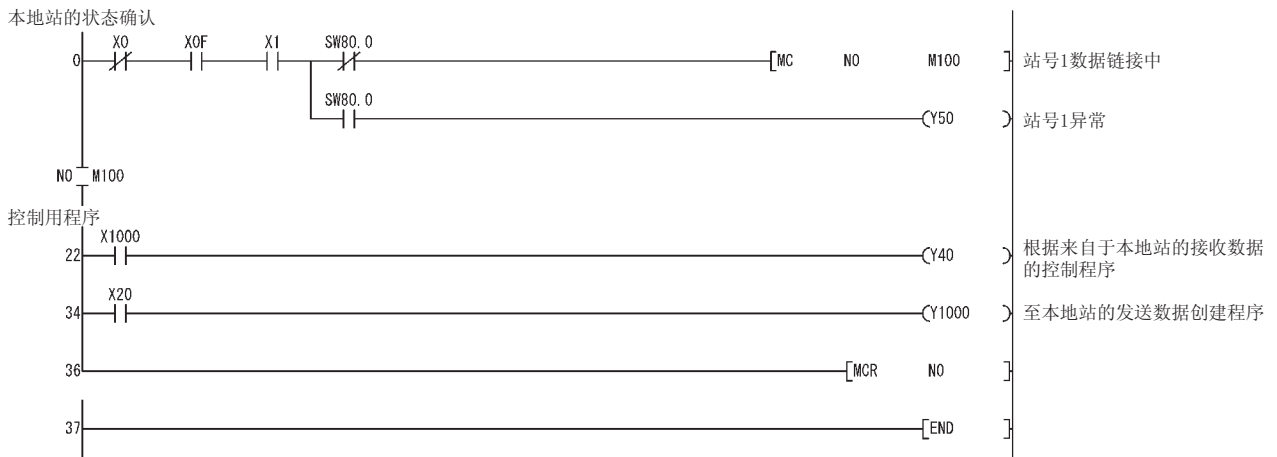 本地站的状态确认
X0 X0F X1 SW80.0
0 [MC N0 M100 ] 站号1数据链接中
SW80.0
(Y50 ) 站号1异常
N0 M100
控制用程序
X1000
22 (Y40 ) 根据来自于本地站的接收数据
的控制程序
X20
34 (Y1000 ) 至本地站的发送数据创建程序
36 [MCR N0 ]
37 [END ]